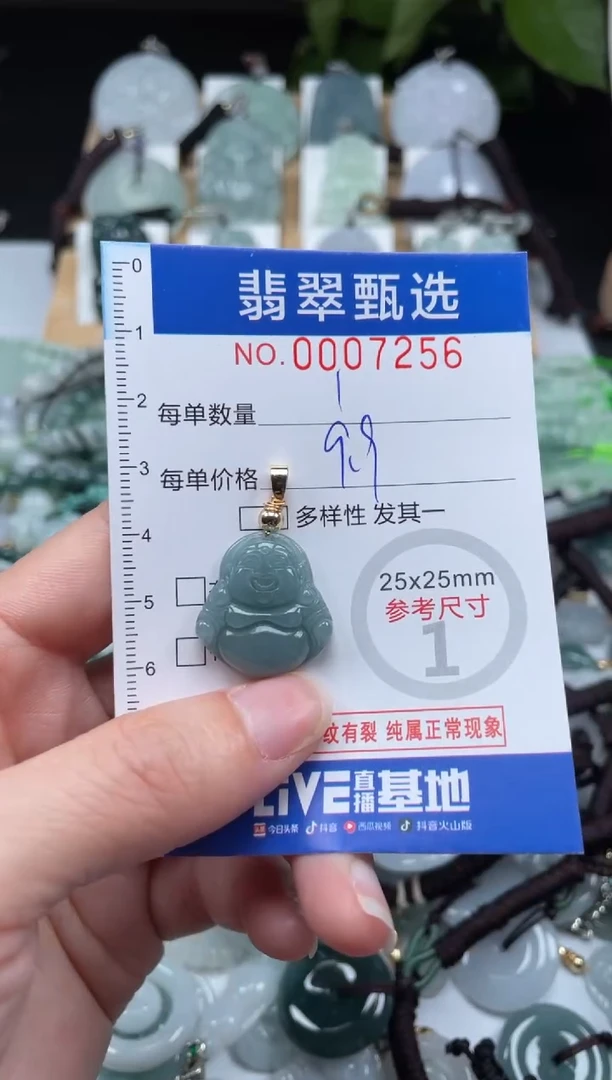 0
翡翠甄选
1
NO.0007256
2
每单数量 1
3
每单价格 9.9
多样性 发其一
4
25x25mm
5
参考尺寸
1
6
纹有裂 纯属正常现象
LIVE直播基地
今日头条 抖音 西瓜视频 抖音火山版